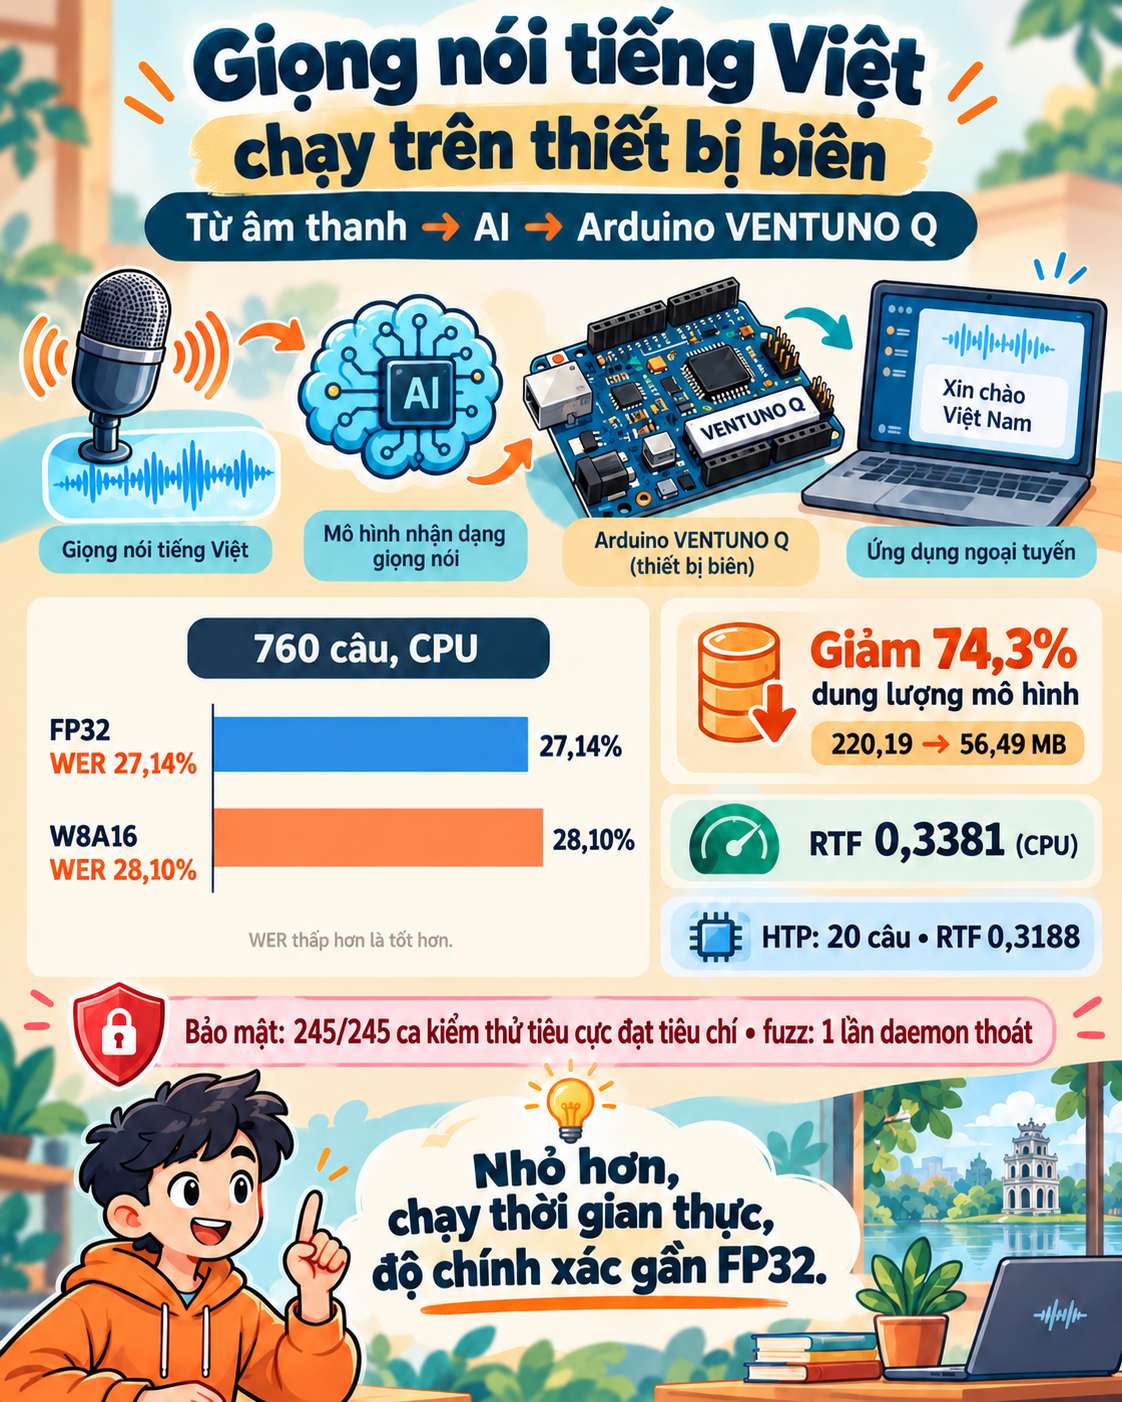 Giọng nói tiếng Việt
chạy trên thiết bị biên
Từ âm thanh → AI → Arduino VENTUNO Q
AI
VENTUNO Q
Xin chào
Việt Nam
Giọng nói tiếng Việt
Mô hình nhận dạng
giọng nói
Arduino VENTUNO Q
(thiết bị biên)
Ứng dụng ngoại tuyến
760 câu, CPU
FP32
WER 27,14%
27,14%
W8A16
WER 28,10%
28,10%
WER thấp hơn là tốt hơn.
Giảm 74,3%
dung lượng mô hình
220,19 → 56,49 MB
RTF 0,3381 (CPU)
HTP: 20 câu • RTF 0,3188
Bảo mật: 245/245 ca kiểm thử tiêu cực đạt tiêu chí • fuzz: 1 lần daemon thoát
Nhỏ hơn,
chạy thời gian thực,
độ chính xác gần FP32.